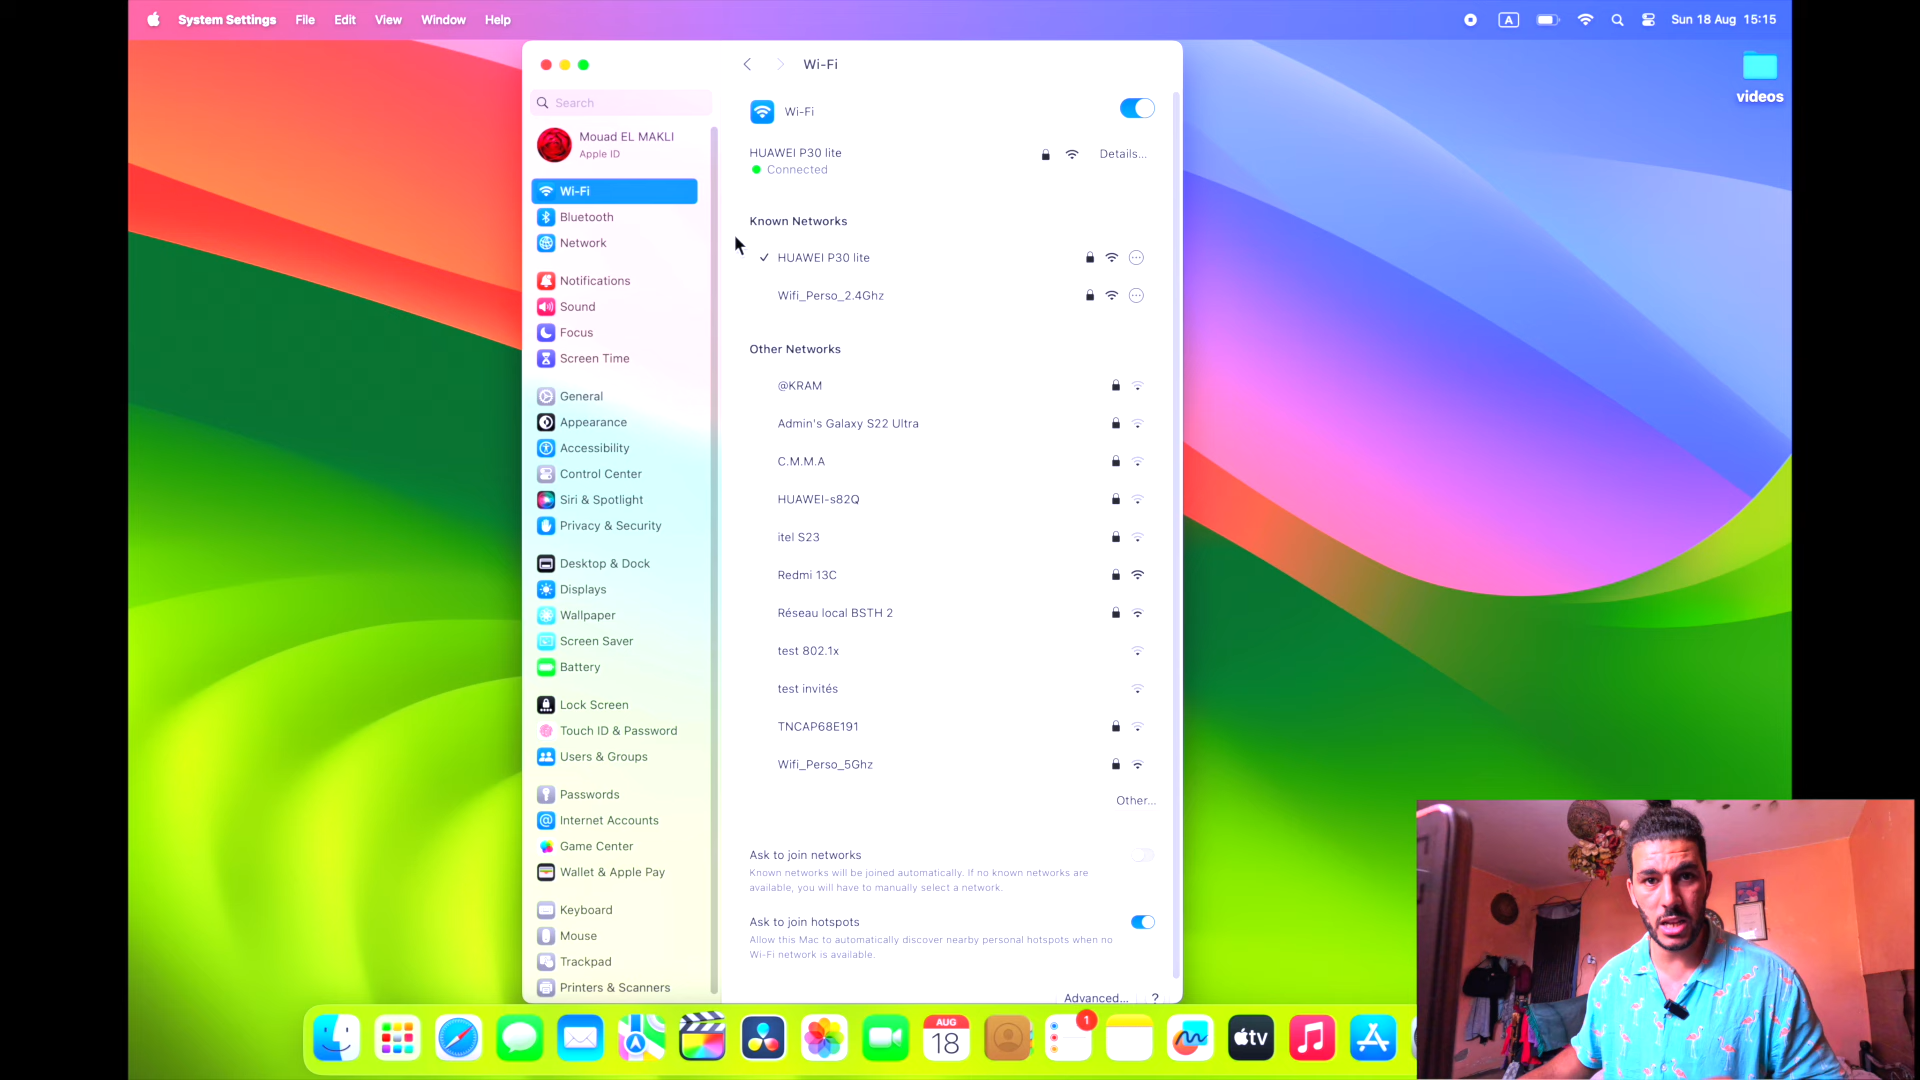 System Settings File Edit View Window Help
A Sun 18 Aug 15:15
videos
Wi-Fi
Search
Mouad EL MAKLI
Apple ID
Wi-Fi
Bluetooth
Network
Notifications
Sound
Focus
Screen Time
General
Appearance
Accessibility
Control Center
Siri & Spotlight
Privacy & Security
Desktop & Dock
Displays
Wallpaper
Screen Saver
Battery
Lock Screen
Touch ID & Password
Users & Groups
Passwords
Internet Accounts
Game Center
Wallet & Apple Pay
Keyboard
Mouse
Trackpad
Printers & Scanners
Wi-Fi
HUAWEI P30 lite
Connected
Details...
Known Networks
HUAWEI P30 lite
Wifi_Perso_2.4Ghz
Other Networks
@KRAM
Admin's Galaxy S22 Ultra
C.M.M.A
HUAWEI-s82Q
itel S23
Redmi 13C
Réseau local BSTH 2
test 802.1x
test invités
TNCAP68E191
Wifi_Perso_5Ghz
Other...
Ask to join networks
Known networks will be joined automatically. If no known networks are
available, you will have to manually select a network.
Ask to join hotspots
Allow this Mac to automatically discover nearby personal hotspots when no
Wi-Fi network is available.
Advanced... ?
AUG
18
1
tv